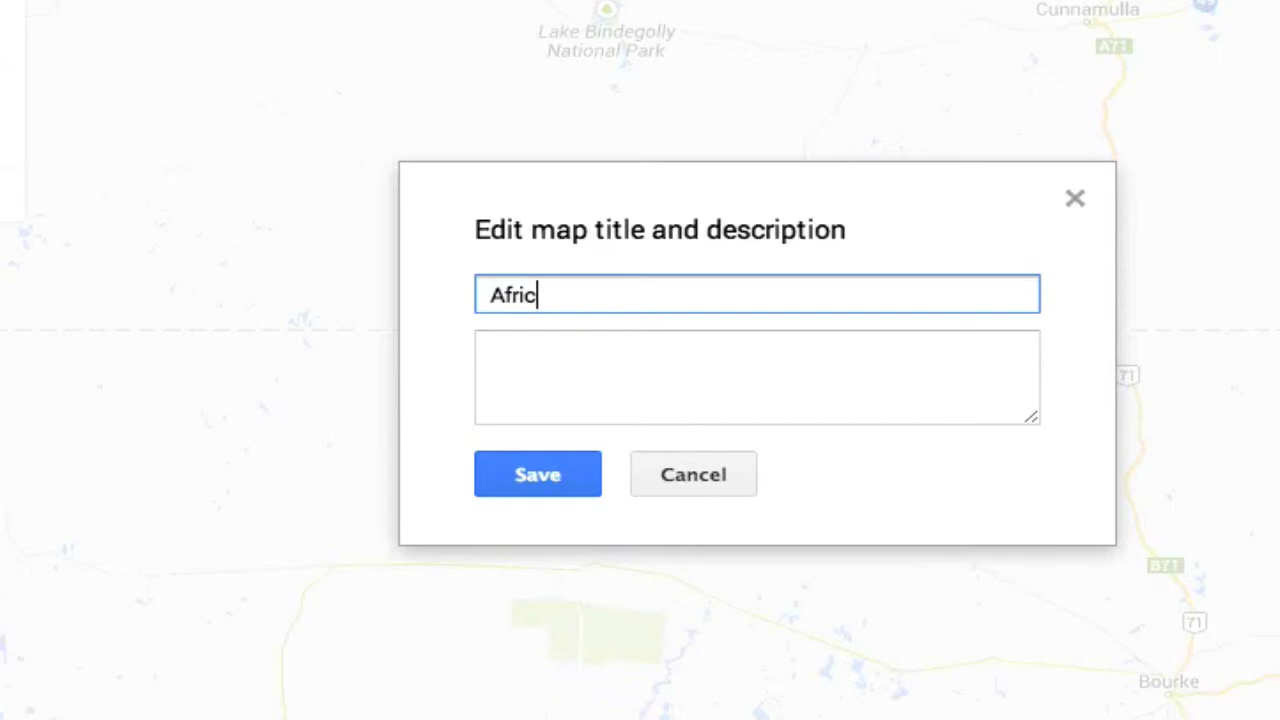 Cunnamulla
Lake Bindegolly
National Park
A71
Edit map title and description
Afric
71
Save
Cancel
B71
71
Bourke